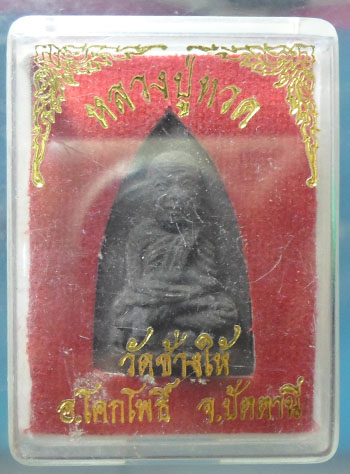 หลวงปู่ทวด
วัดช้างให้
อ.โคกโพธิ์ จ.ปัตตานี